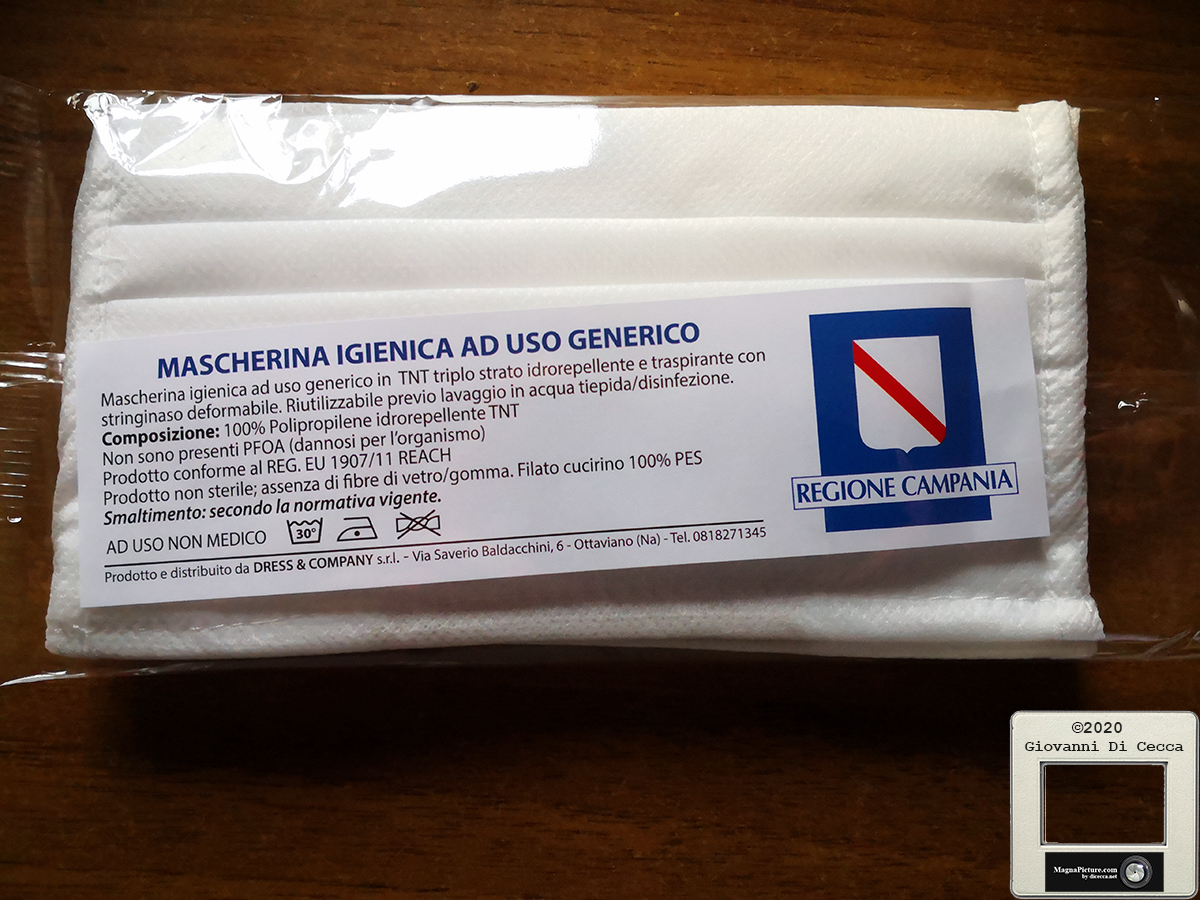 MASCHERINA IGIENICA AD USO GENERICO
Mascherina igienica ad uso generico in TNT triplo strato idrorepellente e traspirante con
stringinaso deformabile. Riutilizzabile previo lavaggio in acqua tiepida/disinfezione.
Composizione: 100% Polipropilene idrorepellente TNT
Non sono presenti PFOA (dannosi per l'organismo)
Prodotto conforme al REG. EU 1907/11 REACH
Prodotto non sterile; assenza di fibre di vetro/gomma. Filato cucirino 100% PES
Smaltimento: secondo la normativa vigente.
AD USO NON MEDICO 30°
Prodotto e distribuito da DRESS & COMPANY s.r.l. - Via Saverio Baldacchini, 6 - Ottaviano (Na) - Tel. 0818271345
REGIONE CAMPANIA
©2020
Giovanni Di Cecca
MagnaPicture.com
by dicecca.net